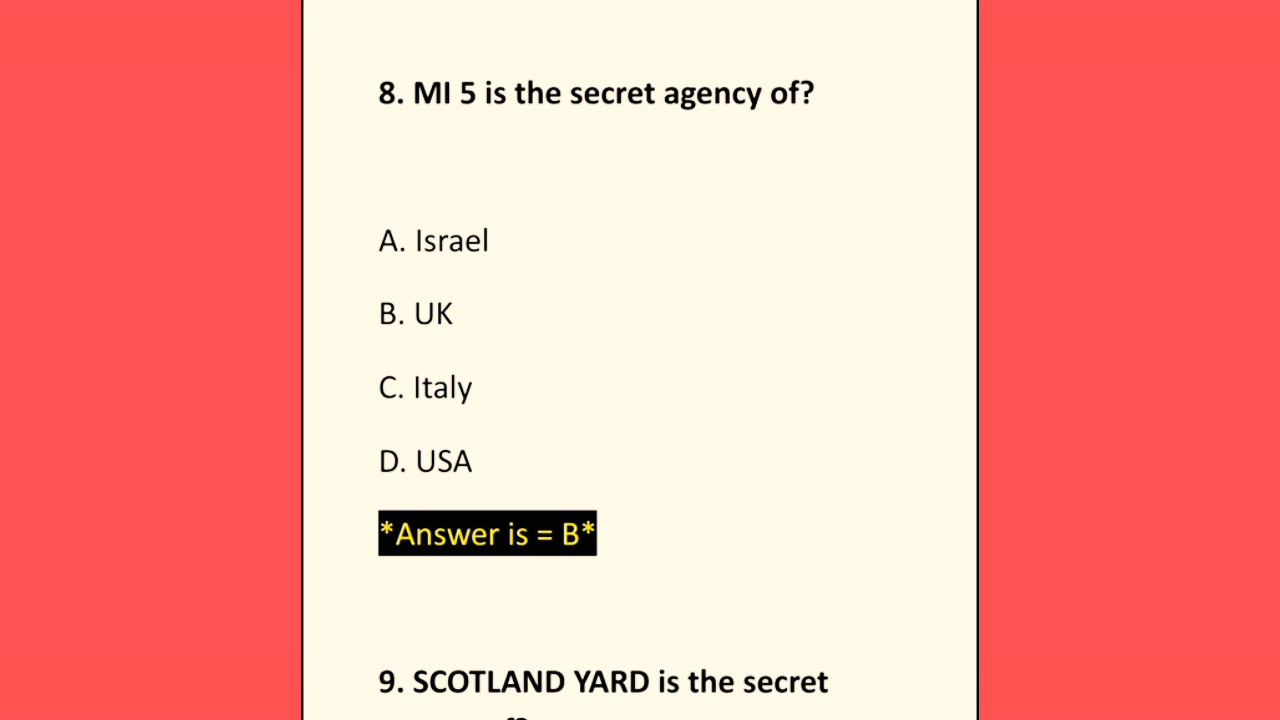 8. MI 5 is the secret agency of?
A. Israel
B. UK
C. Italy
D. USA
*Answer is = B*
9. SCOTLAND YARD is the secret